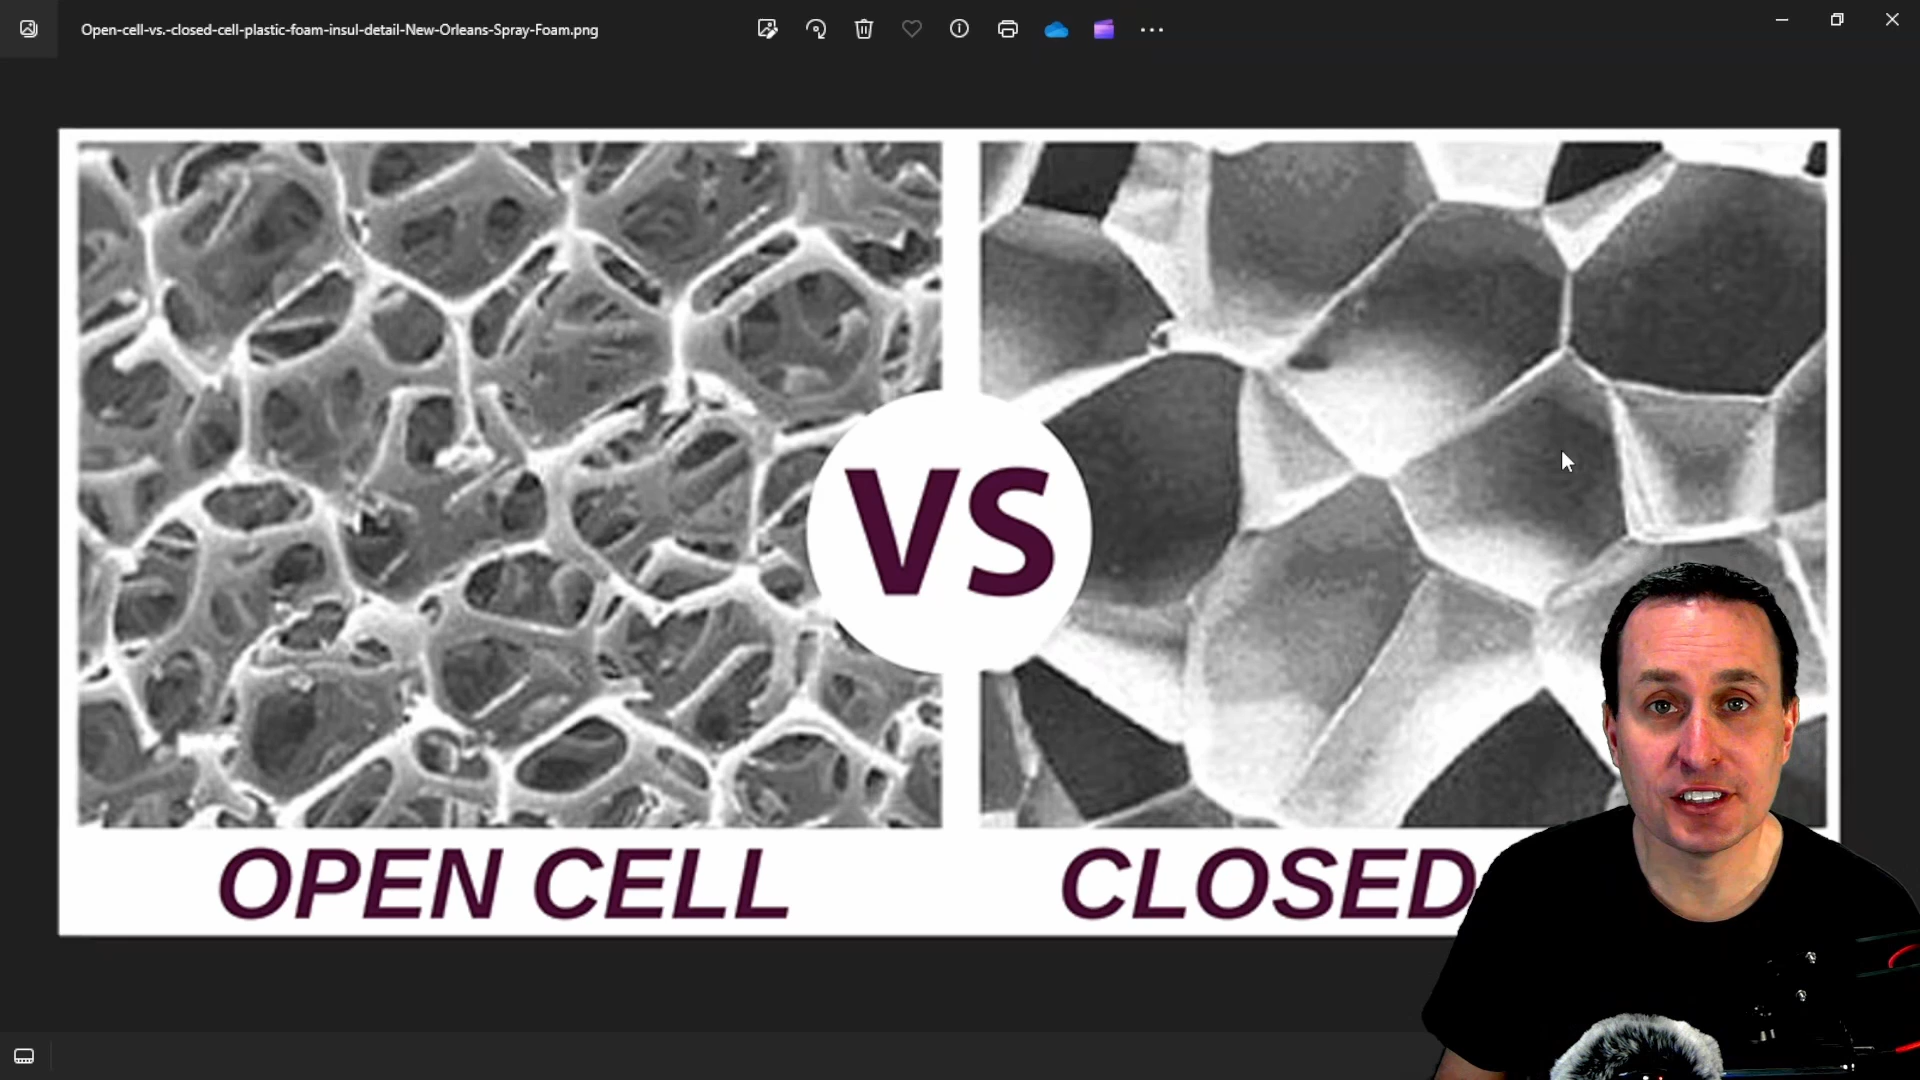 Open-cell-vs.-closed-cell-plastic-foam-insul-detail-New-Orleans-Spray-Foam.png
VS
OPEN CELL
CLOSED